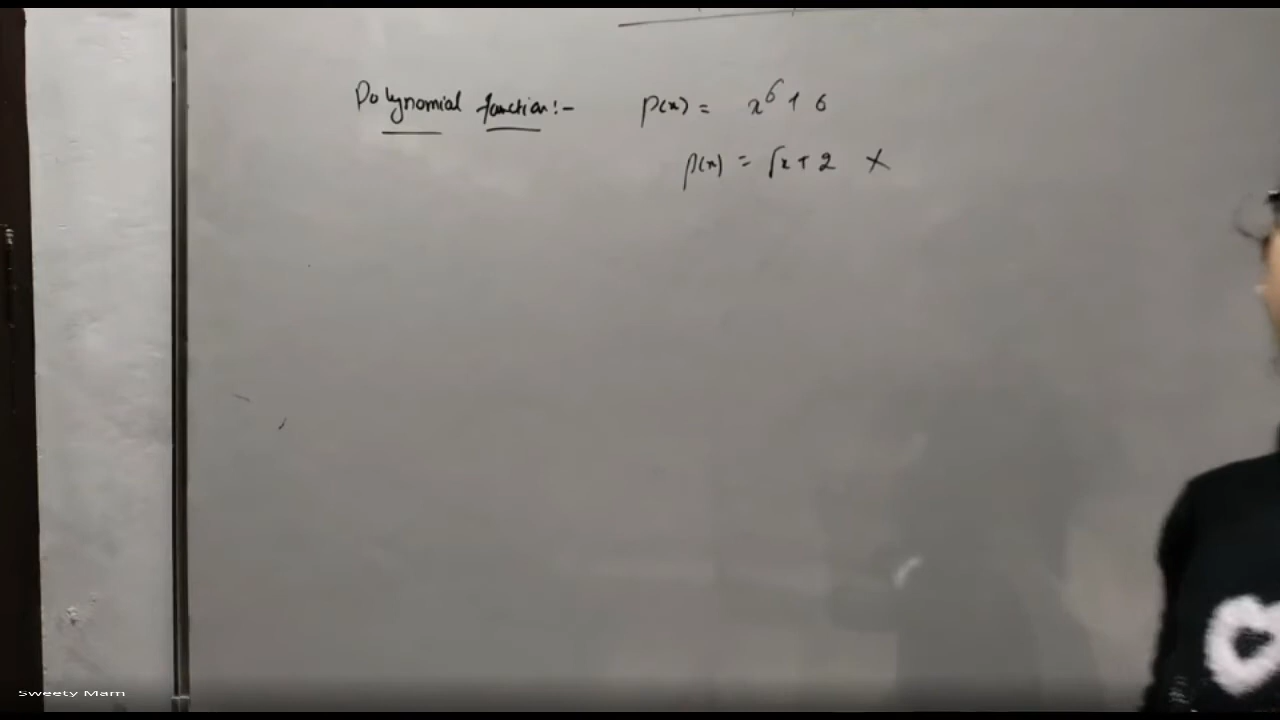 Polynomial function:- p(x) = x⁶ + 6
p(x) = √x + 2 ×
Sweety Mam